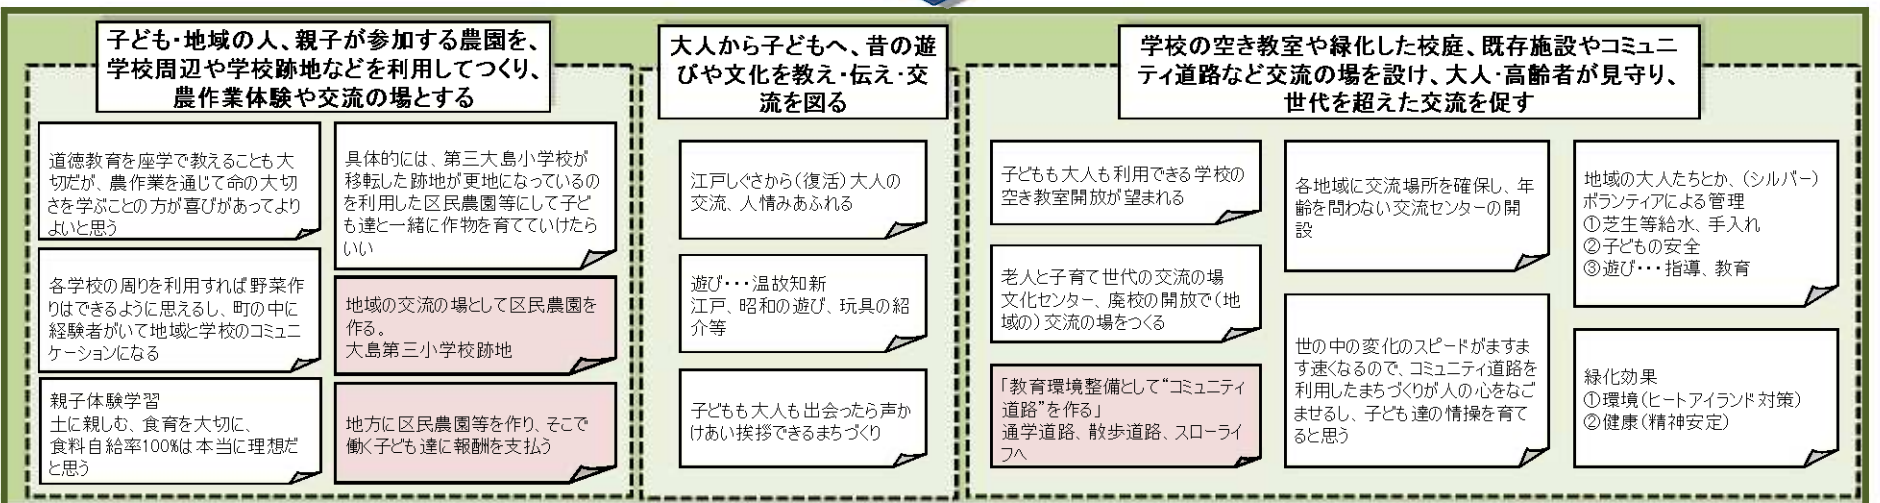 子ども・地域の人、親子が参加する農園を、
学校周辺や学校跡地などを利用してつくり、
農作業体験や交流の場とする
道徳教育を座学で教えることも大
切だが、農作業を通じて命の大切
さを学ぶことの方が喜びがあってより
よいと思う
各学校の周りを利用すれば野菜作
りはできるように思えるし、町の中に
経験者がいて地域と学校のコミュニ
ケーションになる
親子体験学習
土に親しむ、食育を大切に、
食料自給率100%は本当に理想だ
と思う
具体的には、第三大島小学校が
移転した跡地が更地になっているの
を利用した区民農園等にして子ど
も達と一緒に作物を育てていけたら
いい
地域の交流の場として区民農園を
作る。
大島第三小学校跡地
地方に区民農園等を作り、そこで
働く子ども達に報酬を支払う
大人から子どもへ、昔の遊
びや文化を教え・伝え・交
流を図る
江戸しぐさから(復活)大人の
交流、人情みあふれる
遊び・・・温故知新
江戸、昭和の遊び、玩具の紹
介等
子どもも大人も出会ったら声か
けあい挨拶できるまちづくり
学校の空き教室や緑化した校庭、既存施設やコミュニ
ティ道路など交流の場を設け、大人・高齢者が見守り、
世代を超えた交流を促す
子どもも大人も利用できる学校の
空き教室開放が望まれる
老人と子育て世代の交流の場
文化センター、廃校の開放で(地
域の)交流の場をつくる
「教育環境整備として“コミュニティ
道路”を作る」
通学道路、散歩道路、スローライ
フへ
各地域に交流場所を確保し、年
齢を問わない交流センターの開
設
世の中の変化のスピードがますま
す速くなるので、コミュニティ道路を
利用したまちづくりが人の心をなご
ませるし、子ども達の情操を育て
ると思う
地域の大人たちとか、(シルバー)
ボランティアによる管理
①芝生等給水、手入れ
②子どもの安全
③遊び・・・指導、教育
緑化効果
①環境(ヒートアイランド対策)
②健康(精神安定)